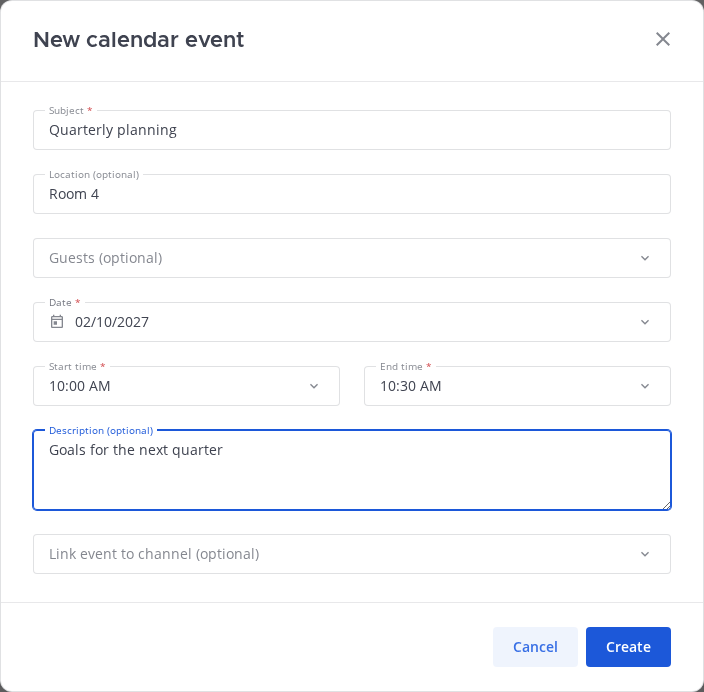 New calendar event
Subject *
Quarterly planning
Location (optional)
Room 4
Guests (optional)
Date *
02/10/2027
Start time *
End time *
10:00 AM
10:30 AM
Description (optional)
Goals for the next quarter
Link event to channel (optional)
Cancel
Create